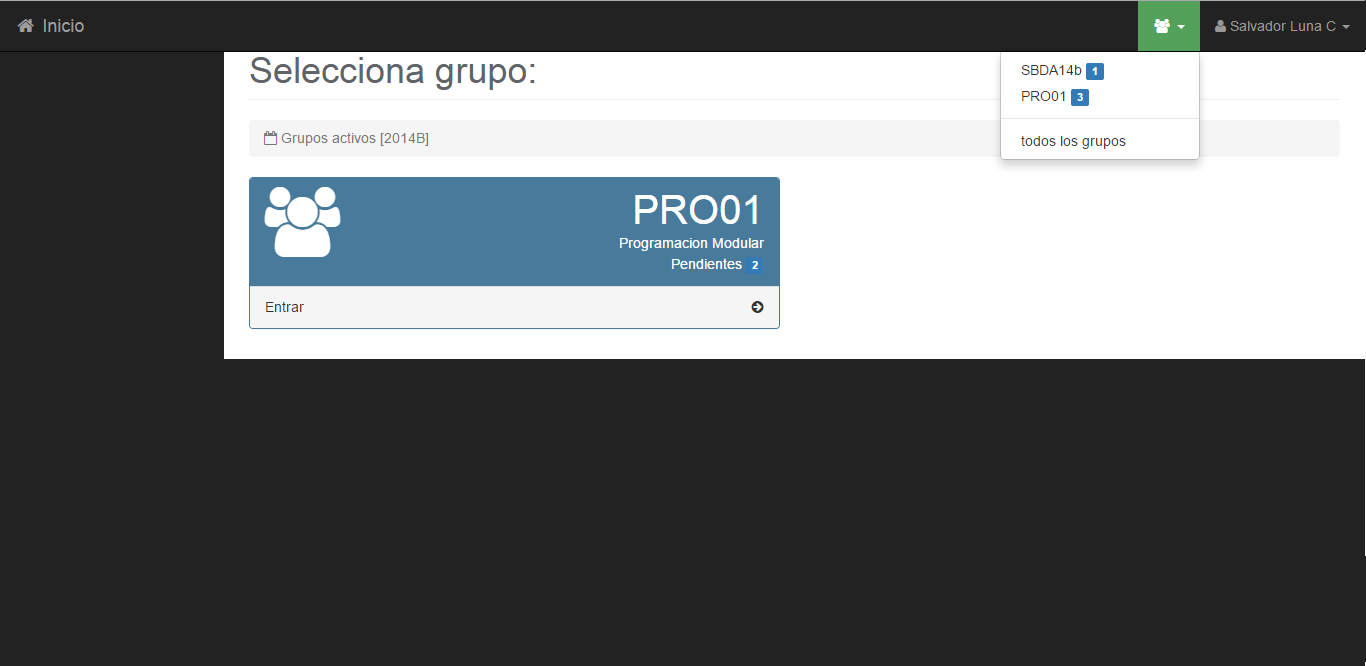 Inicio
Salvador Luna C
Selecciona grupo:
SBDA14b 1
PRO01 3
todos los grupos
Grupos activos [2014B]
PRO01
Programacion Modular
Pendientes 2
Entrar